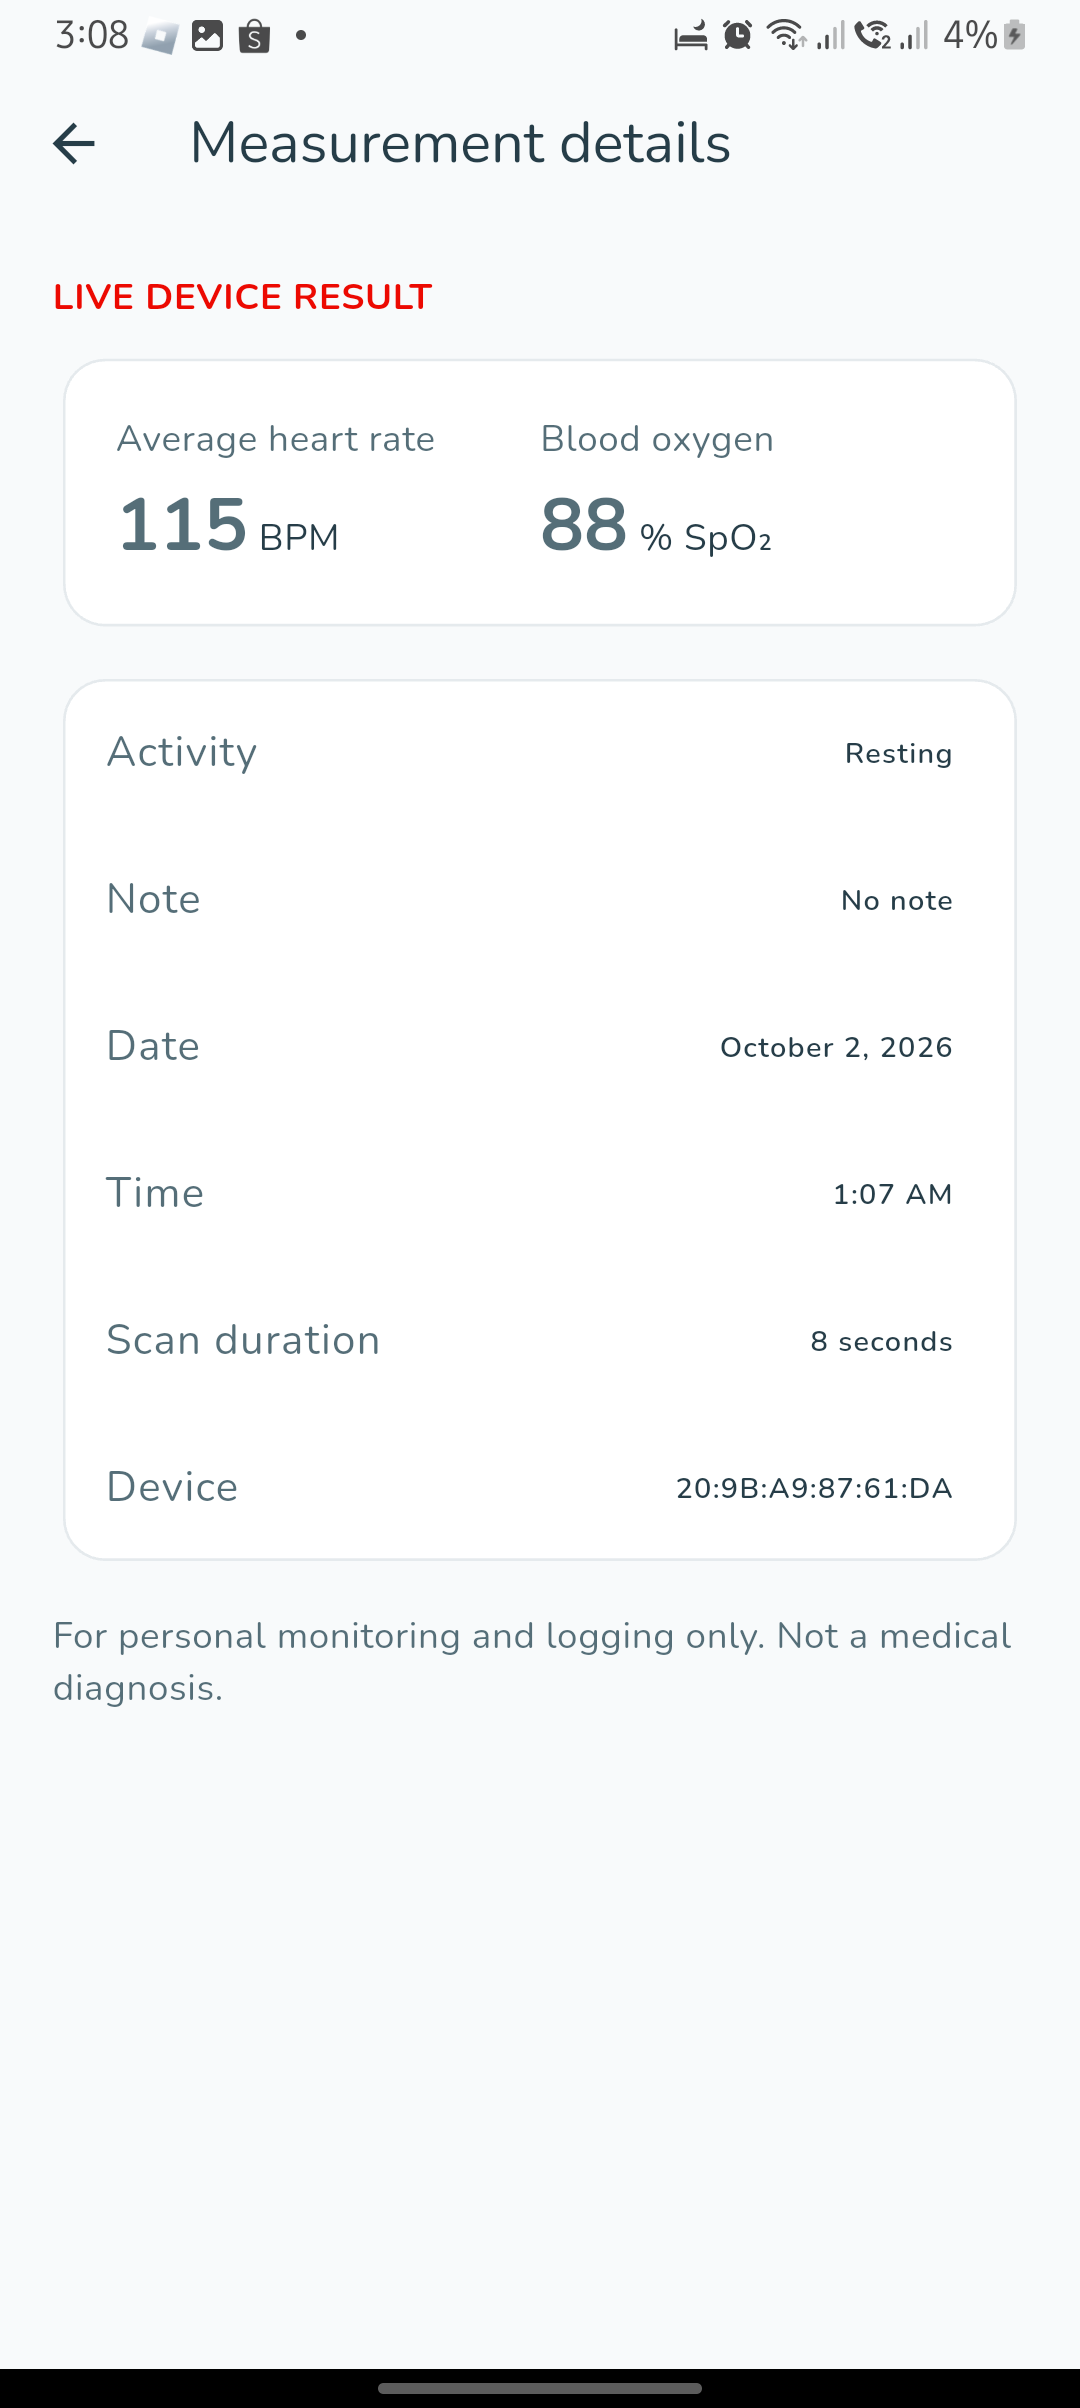 3:08 S 2 4%
Measurement details
LIVE DEVICE RESULT
Average heart rate Blood oxygen
115 BPM 88 % SpO₂
Activity Resting
Note No note
Date October 2, 2026
Time 1:07 AM
Scan duration 8 seconds
Device 20:9B:A9:87:61:DA
For personal monitoring and logging only. Not a medical
diagnosis.